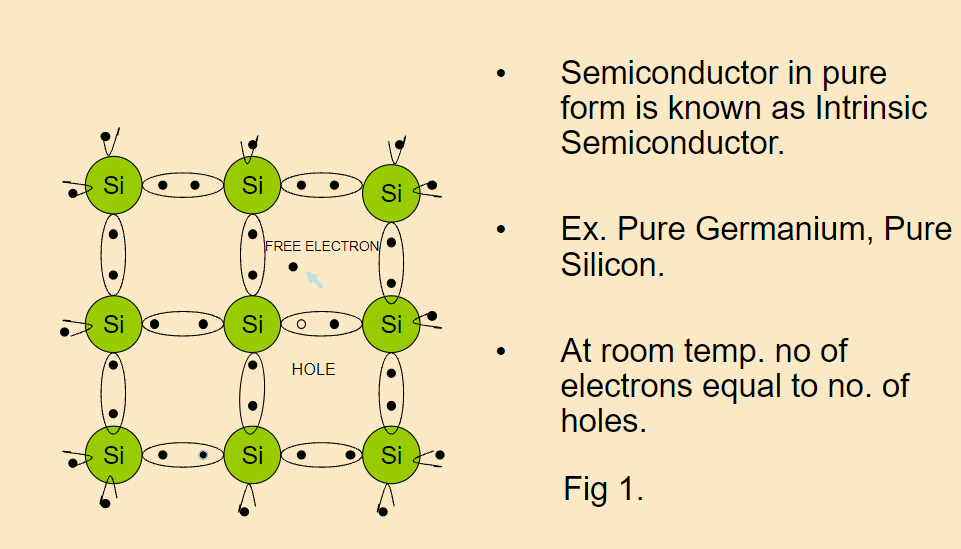 Si Si Si
FREE ELECTRON
Si Si Si
HOLE
Si Si Si
• Semiconductor in pure
form is known as Intrinsic
Semiconductor.
• Ex. Pure Germanium, Pure
Silicon.
• At room temp. no of
electrons equal to no. of
holes.
Fig 1.